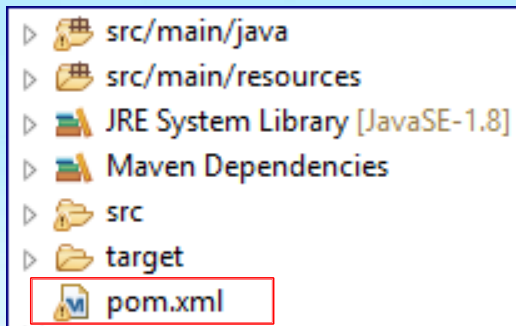 src/main/java
src/main/resources
JRE System Library [JavaSE-1.8]
Maven Dependencies
src
target
pom.xml